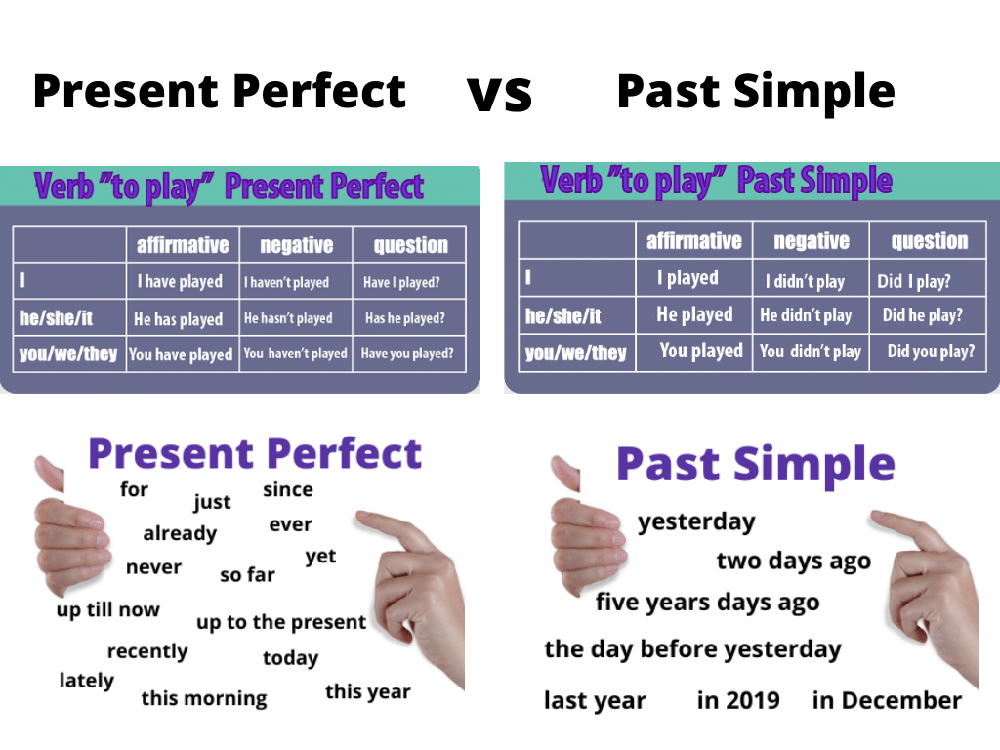 Present Perfect vs Past Simple
Verb ”to play” Present Perfect
affirmative negative question
I I have played I haven't played Have I played?
he/she/it He has played He hasn't played Has he played?
you/we/they You have played You haven't played Have you played?
Verb ”to play” Past Simple
affirmative negative question
I I played I didn't play Did I play?
he/she/it He played He didn't play Did he play?
you/we/they You played You didn't play Did you play?
Present Perfect
for
since
just
ever
already
yet
never
so far
up till now
up to the present
recently
today
lately
this morning
this year
Past Simple
yesterday
two days ago
five years days ago
the day before yesterday
last year in 2019 in December